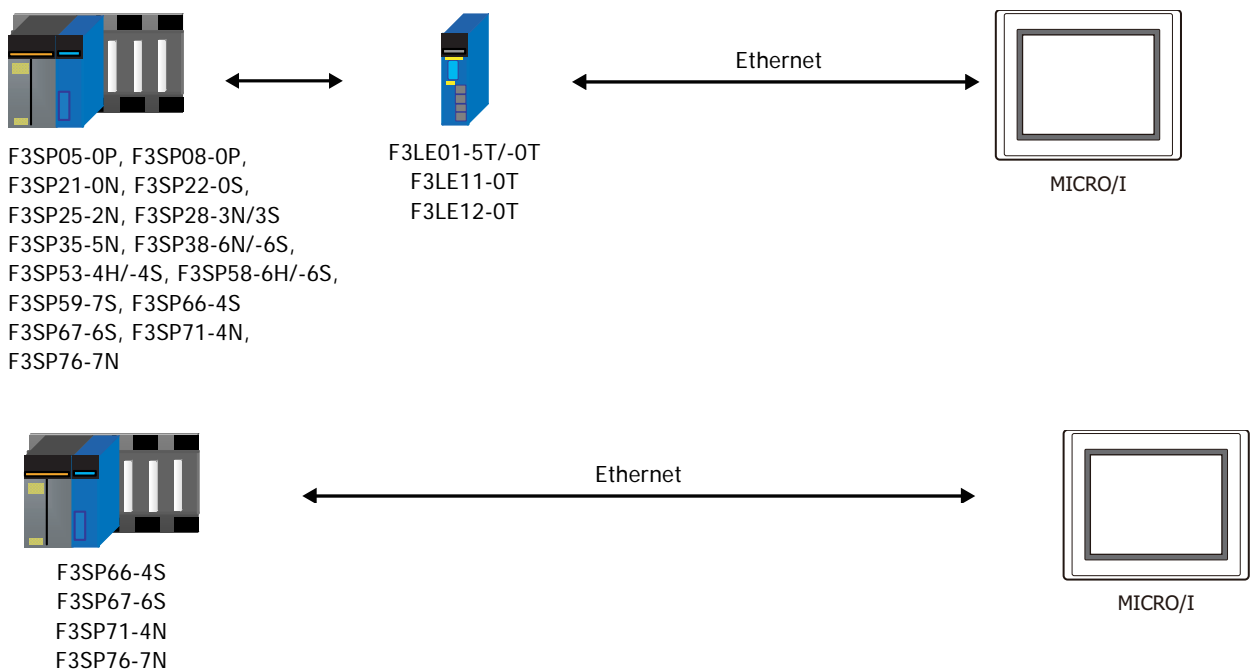 Ethernet
F3SP05-0P, F3SP08-0P,
F3SP21-0N, F3SP22-0S,
F3SP25-2N, F3SP28-3N/3S
F3SP35-5N, F3SP38-6N/-6S,
F3SP53-4H/-4S, F3SP58-6H/-6S,
F3SP59-7S, F3SP66-4S
F3SP67-6S, F3SP71-4N,
F3SP76-7N
F3LE01-5T/-0T
F3LE11-0T
F3LE12-0T
MICRO/I
Ethernet
F3SP66-4S
F3SP67-6S
F3SP71-4N
F3SP76-7N
MICRO/I